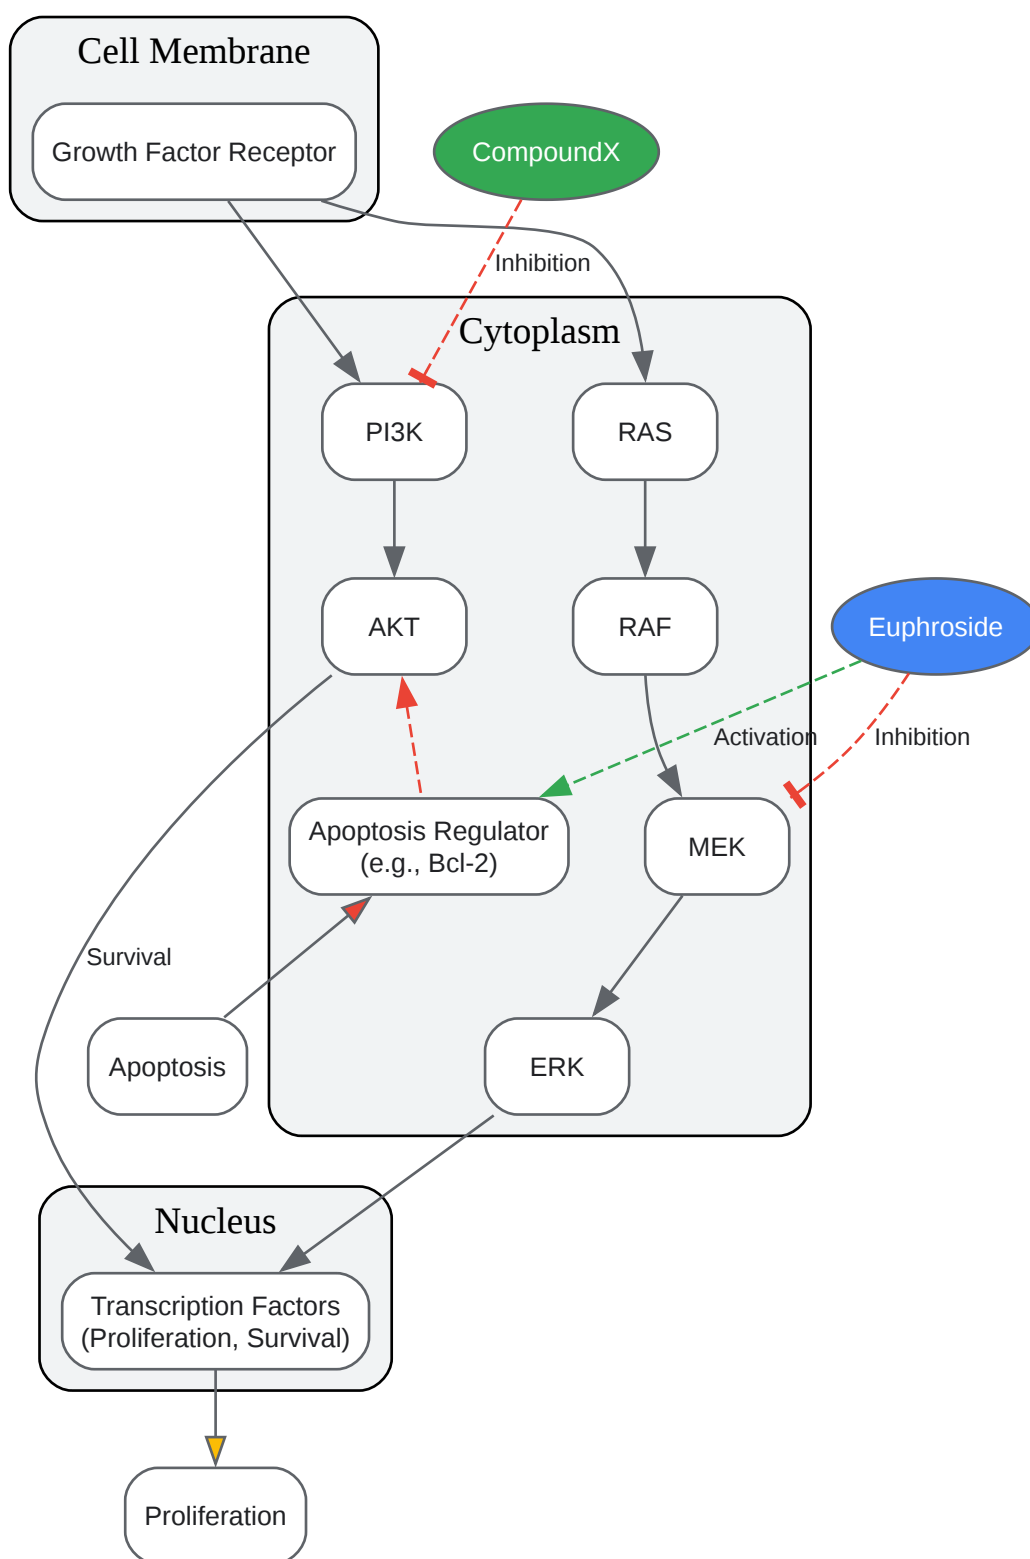 Cell Membrane
Growth Factor Receptor
CompoundX
Inhibition
Cytoplasm
PI3K
RAS
AKT
RAF
Euphroside
Activation
Inhibition
Apoptosis Regulator
(e.g., Bcl-2)
MEK
Survival
Apoptosis
ERK
Nucleus
Transcription Factors
(Proliferation, Survival)
Proliferation